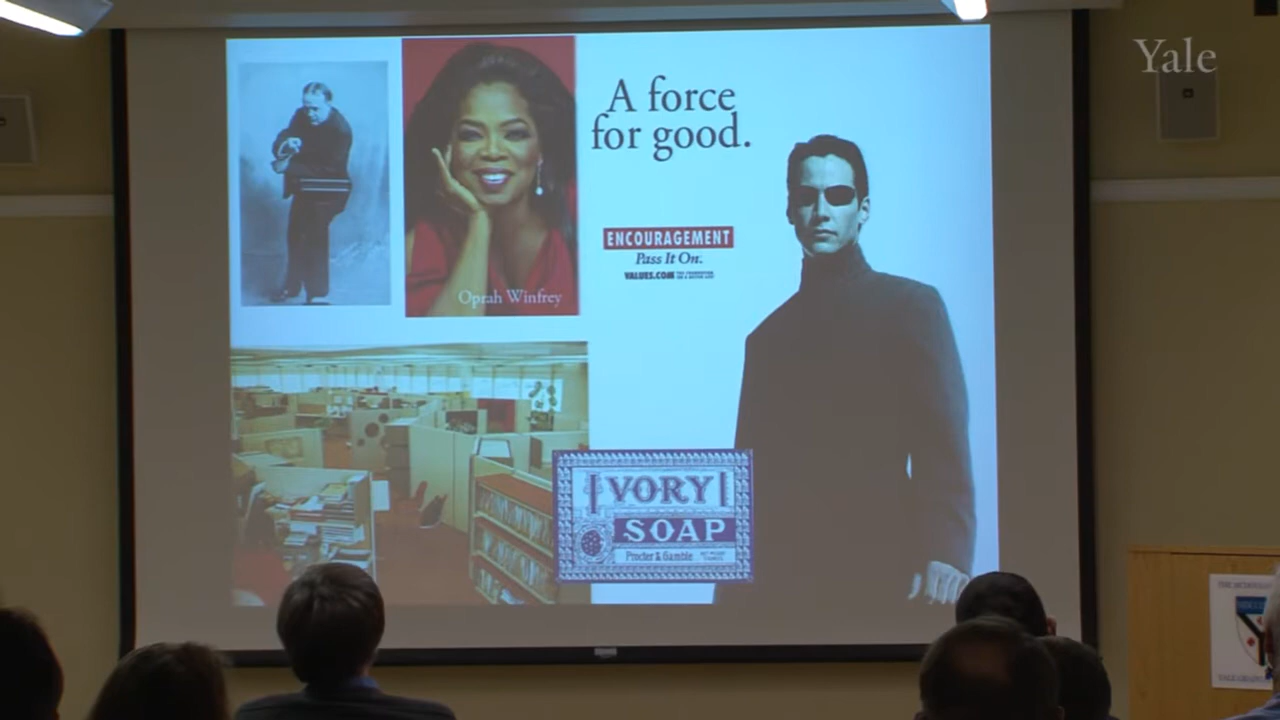 Yale
A force
for good.
ENCOURAGEMENT
Pass It On.
VALUES.COM
Oprah Winfrey
IVORY
SOAP
Procter & Gamble